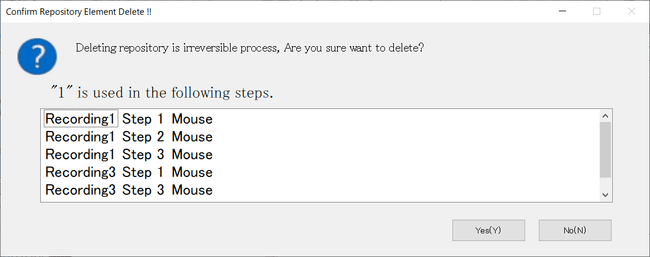 Confirm Repository Element Delete !!
Deleting repository is irreversible process, Are you sure want to delete?
"1" is used in the following steps.
Recording1 Step 1 Mouse
Recording1 Step 2 Mouse
Recording1 Step 3 Mouse
Recording3 Step 1 Mouse
Recording3 Step 3 Mouse
Yes(Y)
No(N)